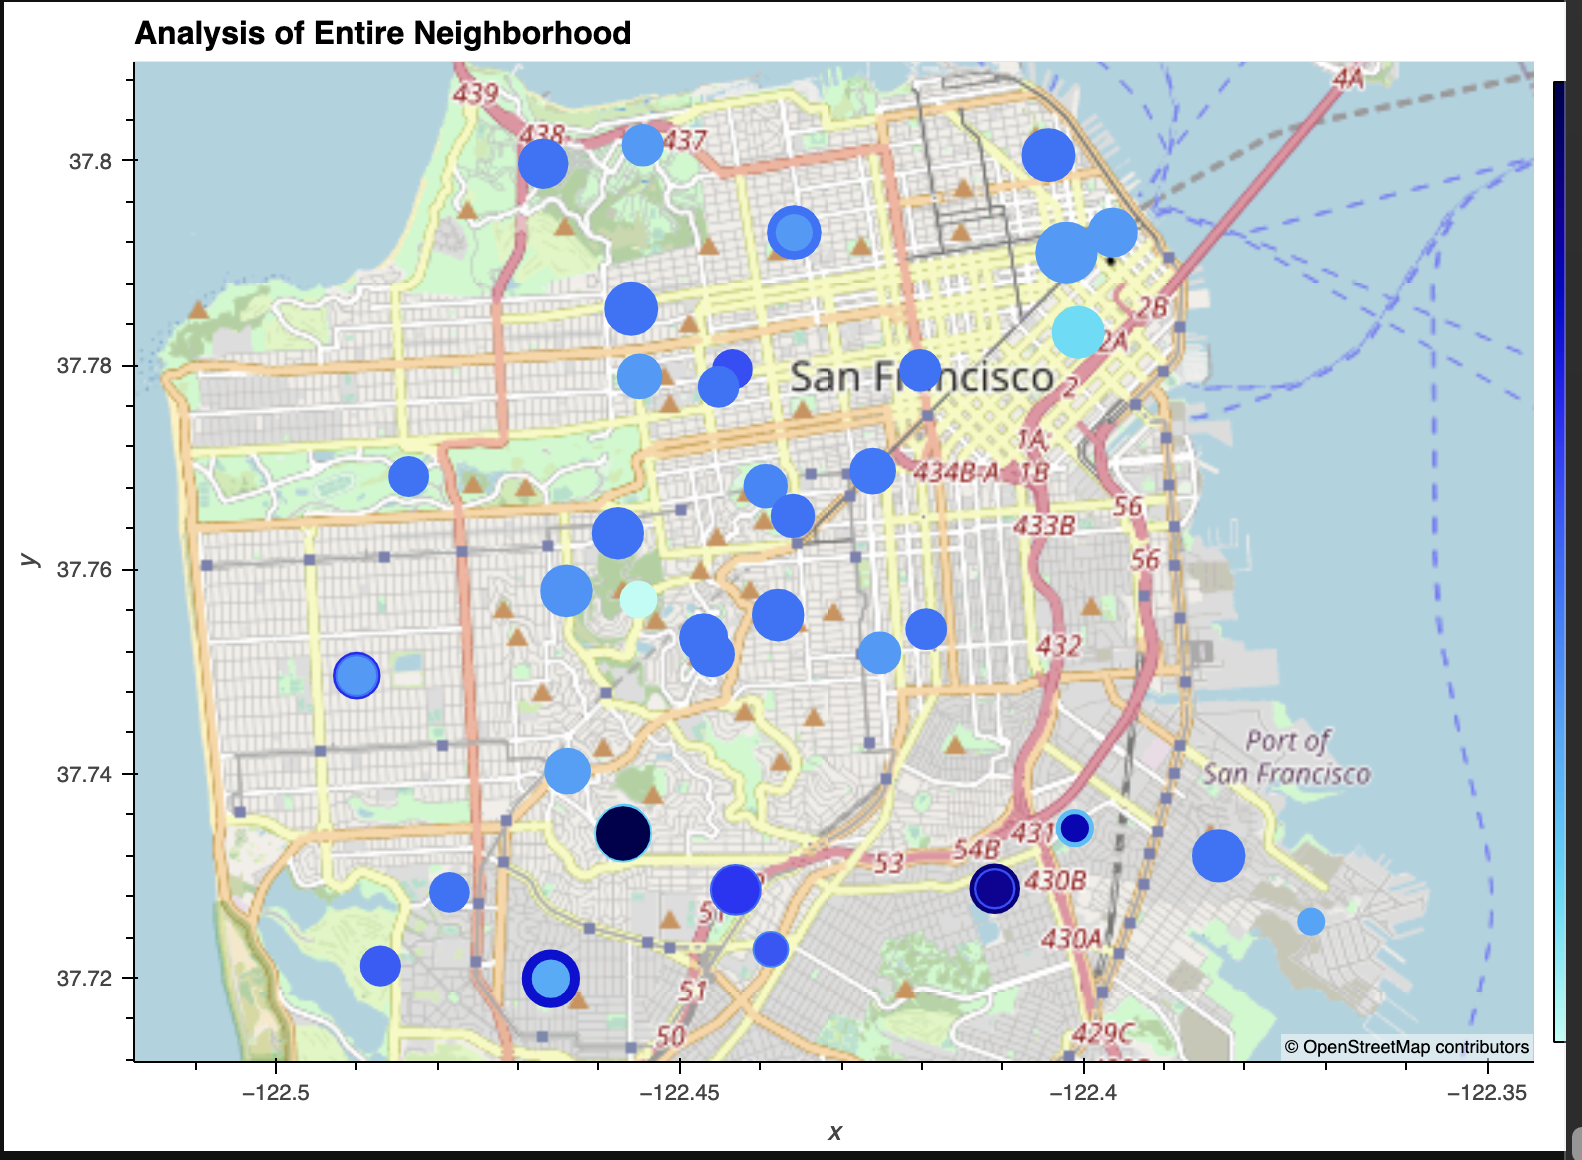 Analysis of Entire Neighborhood
439
4A
438
437
37.8
2B
2A
37.78
San Francisco
2
1A;
434B-A
1B
56
433B
y
37.76
56
432
Port of
San Francisco
37.74
431
54B
53
430B
51
430A
37.72
51
50
429C
© OpenStreetMap contributors
−122.5
−122.45
−122.4
−122.35
x